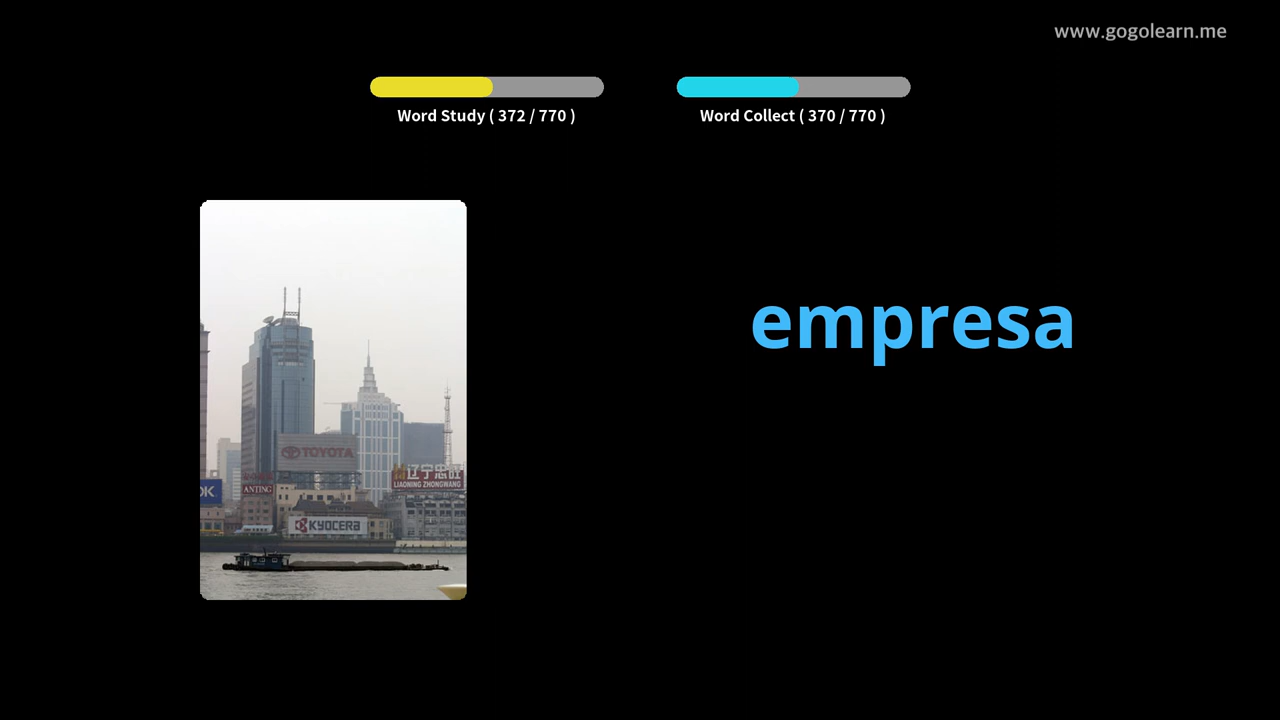 www.gogolearn.me
Word Study ( 372 / 770 )
Word Collect ( 370 / 770 )
empresa
TOYOTA
辽宁忠旺
LIAONING ZHONGWANG
OK
ANTING
KYOCERA